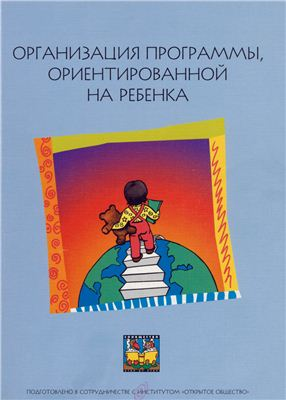 ОРГАНИЗАЦИЯ ПРОГРАММЫ,
ОРИЕНТИРОВАННОЙ
НА РЕБЕНКА
ПОДГОТОВЛЕНО В СОТРУДНИЧЕСТВЕ С ИНСТИТУТОМ «ОТКРЫТОЕ ОБЩЕСТВО»